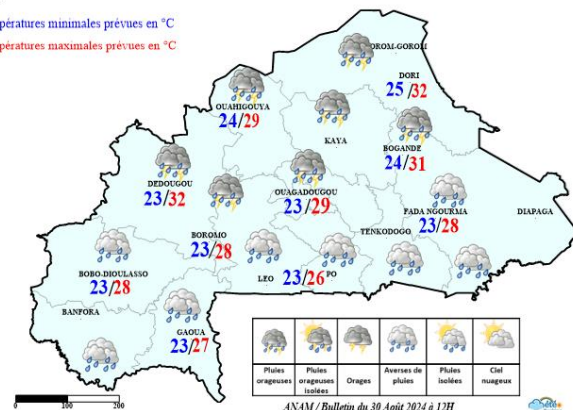 pératures minimales prévues en °C
pératures maximales prévues en °C
OROM-GOROM
DORI
25 /32
OUAHIGOUYA
24/29
KAYA
BOGANDE
24/31
DEDOUGOU
23/32
OUAGADOUGOU
23/29
FADA NGOURMA
23/28
DIAPAGA
TENKODOGO
BOROMO
23/28
BOBO-DIOULASSO
23/28
LEO
23/26
PO
BANFORA
GAOUA
23/27
Pluies orageuses
Pluies orageuses isolées
Orages
Averses de pluies
Pluies isolées
Ciel nuageux
0 100 200
ANAM / Bulletin du 30 Août 2024 à 12H